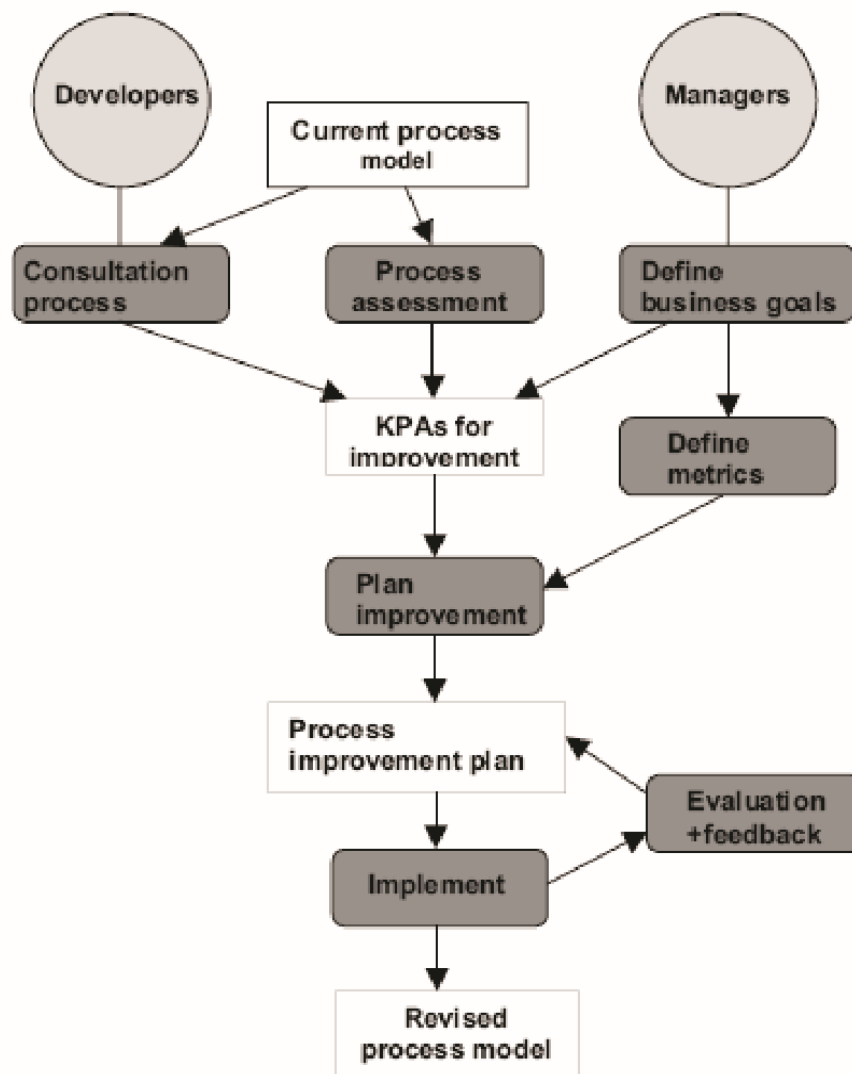 Developers
Managers
Current process
model
Consultation
process
Process
assessment
Define
business goals
KPAs for
improvement
Define
metrics
Plan
improvement
Process
improvement plan
Evaluation
+feedback
Implement
Revised
process model